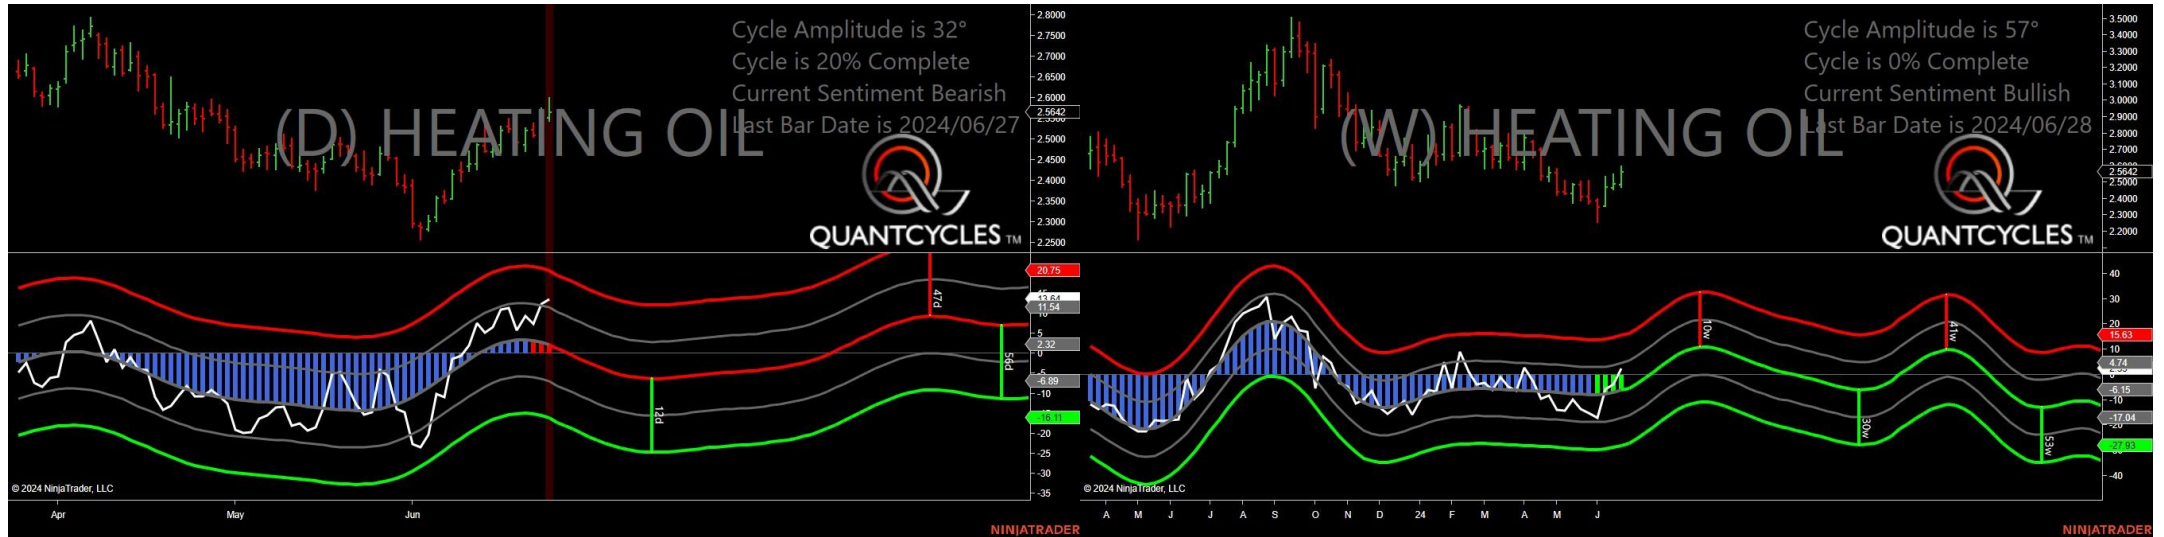 Cycle Amplitude is 32°
Cycle is 20% Complete
Current Sentiment Bearish
Last Bar Date is 2024/06/27
(D) HEATING OIL
QUANTCYCLES TM
2.8000
2.7500
2.7000
2.6500
2.6000
2.5642
2.5000
2.4500
2.4000
2.3500
2.3000
2.2500
20.75
13.64
11.54
5
2.32
0
-6.89
-10
-16.11
-20
-25
-30
-35
47d
12d
56d
© 2024 NinjaTrader, LLC
Apr
May
Jun
NINJATRADER
Cycle Amplitude is 57°
Cycle is 0% Complete
Current Sentiment Bullish
Last Bar Date is 2024/06/28
(W) HEATING OIL
QUANTCYCLES TM
3.5000
3.4000
3.3000
3.2000
3.1000
3.0000
2.9000
2.8000
2.7000
2.5642
2.5000
2.4000
2.3000
2.2000
40
30
20
15.63
10
4.74
-6.15
-10
-17.04
-27.93
-40
10w
41w
30w
53w
© 2024 NinjaTrader, LLC
A
M
J
J
A
S
O
N
D
24
F
M
A
M
J
NINJATRADER